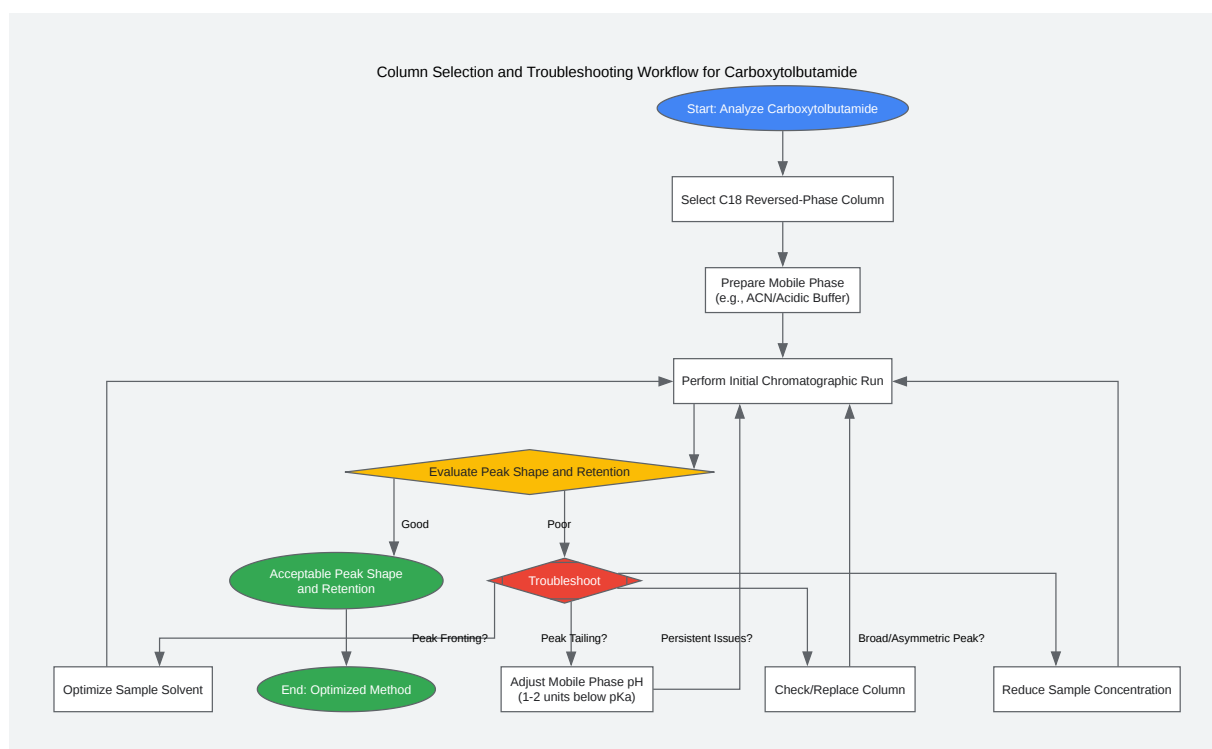 Column Selection and Troubleshooting Workflow for Carboxytolbutamide
Start: Analyze Carboxytolbutamide
Select C18 Reversed-Phase Column
Prepare Mobile Phase
(e.g., ACN/Acidic Buffer)
Perform Initial Chromatographic Run
Evaluate Peak Shape and Retention
Good
Poor
Acceptable Peak Shape
and Retention
Troubleshoot
Peak Fronting?
Peak Tailing?
Persistent Issues?
Broad/Asymmetric Peak?
Optimize Sample Solvent
End: Optimized Method
Adjust Mobile Phase pH
(1-2 units below pKa)
Check/Replace Column
Reduce Sample Concentration